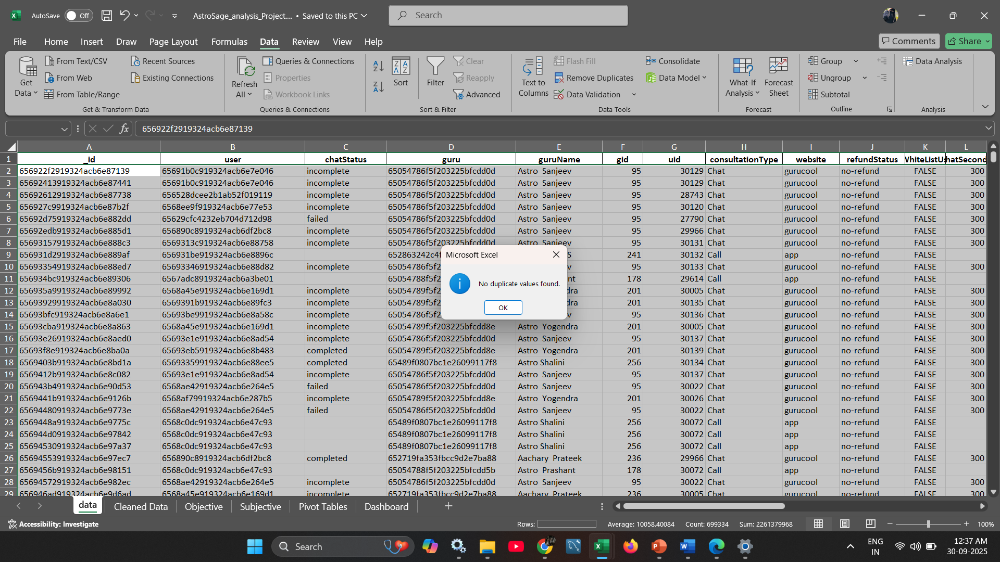 AutoSave Off AstroSage_analysis_Project.... • Saved to this PC Search
File Home Insert Draw Page Layout Formulas Data Review View Help Comments Share
Get Data From Text/CSV From Web From Table/Range Recent Sources Existing Connections
Get & Transform Data
Refresh All Queries & Connections Properties Workbook Links
Queries & Connections
Sort Filter Clear Reapply Advanced
Sort & Filter
Text to Columns Flash Fill Remove Duplicates Data Validation Consolidate Data Model
Data Tools
What-If Analysis Forecast Sheet
Forecast
Group Ungroup Subtotal
Outline
Data Analysis
Analysis
fx 656922f2919324acb6e87139
A B C D E F G H I J K L
1 _id user chatStatus guru guruName gid uid consultationType website refundStatus WhiteListUs hatSecond
2 656922f2919324acb6e87139 65691b0c919324acb6e7e046 incomplete 65054786f5f203225bfcdd0d Astro Sanjeev 95 30129 Chat gurucool no-refund FALSE 300
3 65692413919324acb6e87441 65691b0c919324acb6e7e046 incomplete 65054786f5f203225bfcdd0d Astro Sanjeev 95 30129 Chat gurucool no-refund FALSE 300
4 65692612919324acb6e87738 656528dcee2b1ab52f019119 incomplete 65054786f5f203225bfcdd0d Astro Sanjeev 95 28743 Chat gurucool no-refund FALSE 300
5 656927c9919324acb6e87b2f 6568ee9f919324acb6e77e53 incomplete 65054786f5f203225bfcdd0d Astro Sanjeev 95 30120 Chat gurucool no-refund FALSE 300
6 65692d75919324acb6e882dd 65629cfc4232eb704d712d98 failed 65054786f5f203225bfcdd0d Astro Sanjeev 95 27790 Chat gurucool no-refund FALSE 300
7 65692edb919324acb6e885d1 656890c8919324acb6df2bc8 incomplete 65054786f5f203225bfcdd0d Astro Sanjeev 95 29966 Chat gurucool no-refund FALSE 300
8 65693157919324acb6e888c3 6569313c919324acb6e88758 incomplete 65054786f5f203225bfcdd0d Astro Sanjeev 95 30131 Chat gurucool no-refund FALSE 300
9 656931d2919324acb6e889af 656931be919324acb6e8896c 652863242c4f S 241 30132 Call app no-refund FALSE
10 65693354919324acb6e88ed7 65693346919324acb6e88d82 incomplete 65054786f5f2 v 95 30133 Chat gurucool no-refund FALSE 300
11 656934bc919324acb6e89306 6567adc8919324acb6a3be01 65054788f5f2 nt 178 29614 Call app no-refund FALSE
12 656935a9919324acb6e89992 6568a45e919324acb6e169d1 incomplete 65054789f5f2 dra 201 30005 Chat gurucool no-refund FALSE 300
13 65693929919324acb6e8a030 6569391b919324acb6e89fc3 incomplete 65054789f5f2 dra 201 30135 Chat gurucool no-refund FALSE 300
14 65693bfc919324acb6e8a6e1 65693be9919324acb6e8a58c incomplete 65054786f5f2 v 95 30136 Chat gurucool no-refund FALSE 300
15 65693cba919324acb6e8a863 6568a45e919324acb6e169d1 incomplete 65054789f5f203225bfcdd8e Astro Yogendra 201 30005 Chat gurucool no-refund FALSE 300
16 65693e26919324acb6e8aed0 65693e1e919324acb6e8ad54 incomplete 65054786f5f203225bfcdd0d Astro Sanjeev 95 30137 Chat gurucool no-refund FALSE 300
17 65693f8e919324acb6e8ba0a 65693eb5919324acb6e8b483 completed 65054789f5f203225bfcdd8e Astro Yogendra 201 30139 Chat gurucool no-refund FALSE 300
18 6569403b919324acb6e8bd1a 65693359919324acb6e88ee5 completed 65489f0807bc1e26099117f8 Astro Shalini 256 30134 Chat gurucool no-refund FALSE 300
19 6569412b919324acb6e8c082 65693e1e919324acb6e8ad54 incomplete 65054786f5f203225bfcdd0d Astro Sanjeev 95 30137 Chat gurucool no-refund FALSE 300
20 656943b4919324acb6e90d53 6568ae42919324acb6e264e5 failed 65054786f5f203225bfcdd0d Astro Sanjeev 95 30022 Chat gurucool no-refund FALSE 300
21 6569441b919324acb6e9126b 6568af79919324acb6e287b5 incomplete 65054789f5f203225bfcdd8e Astro Yogendra 201 30026 Chat gurucool no-refund FALSE 300
22 65694480919324acb6e9773e 6568ae42919324acb6e264e5 failed 65054786f5f203225bfcdd0d Astro Sanjeev 95 30022 Chat gurucool no-refund FALSE 300
23 6569448a919324acb6e9775c 6568c0dc919324acb6e47c93 65489f0807bc1e26099117f8 Astro Shalini 256 30072 Call app no-refund FALSE
24 656944d0919324acb6e97842 6568c0dc919324acb6e47c93 65489f0807bc1e26099117f8 Astro Shalini 256 30072 Call app no-refund FALSE
25 65694530919324acb6e97a37 6568c0dc919324acb6e47c93 65489f0807bc1e26099117f8 Astro Shalini 256 30072 Call app no-refund FALSE
26 65694553919324acb6e97ec7 656890c8919324acb6df2bc8 completed 652719fa353fbcc9d2e7ba88 Aachary Prateek 236 29966 Chat gurucool no-refund FALSE 300
27 6569456b919324acb6e98151 6568c0dc919324acb6e47c93 65054788f5f203225bfcdd5b Astro Prashant 178 30072 Call app no-refund FALSE
28 65694572919324acb6e982ec 6568ae42919324acb6e264e5 incomplete 65054786f5f203225bfcdd0d Astro Sanjeev 95 30022 Chat gurucool no-refund FALSE 300
29 656946ad919324acb6e9d6ad 6568a45e919324acb6e169d1 incomplete 652719fa353fbcc9d2e7ba88 Aachary Prateek 236 30005 Chat gurucool no-refund FALSE 300
Microsoft Excel
No duplicate values found.
OK
data Cleaned Data Objective Subjective Pivot Tables Dashboard
Accessibility: Investigate Rows: Average: 10058.40084 Count: 699334 Sum: 2261379968 100%
Search ENG IN 12:37 AM 30-09-2025